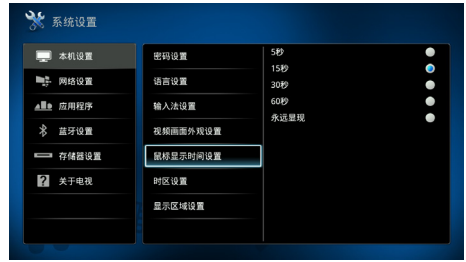 系统设置
本机设置
网络设置
应用程序
蓝牙设置
存储器设置
关于电视
密码设置
语言设置
输入法设置
视频画面外观设置
鼠标显示时间设置
时区设置
显示区域设置
5秒
15秒
30秒
60秒
永远显现